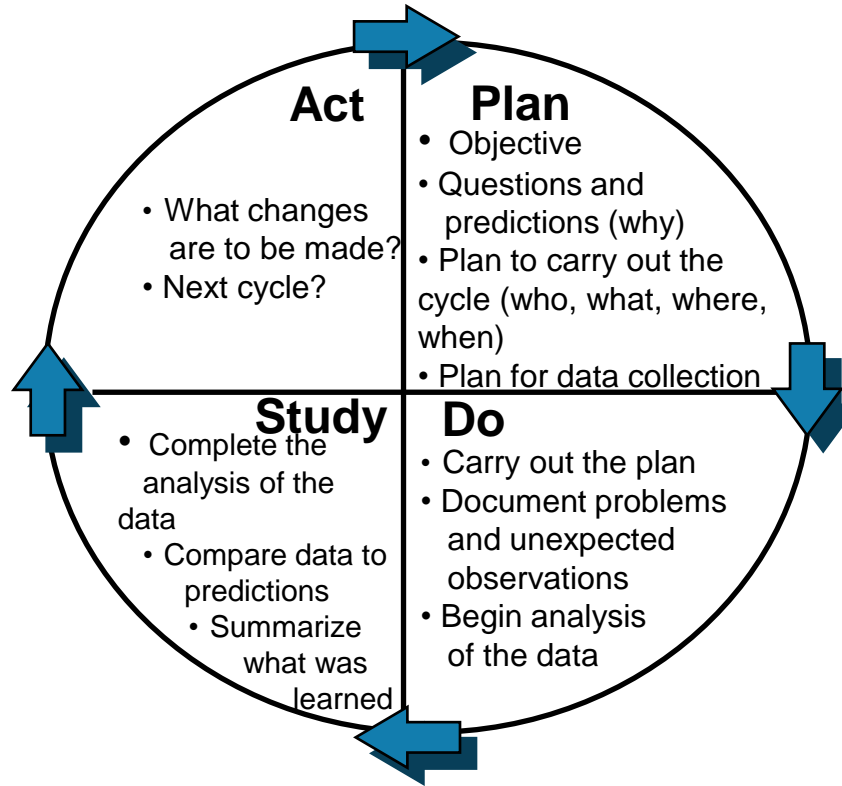 Act
• What changes
are to be made?
• Next cycle?
Plan
• Objective
• Questions and
predictions (why)
• Plan to carry out the
cycle (who, what, where,
when)
• Plan for data collection
Do
• Carry out the plan
• Document problems
and unexpected
observations
• Begin analysis
of the data
Study
• Complete the
analysis of the
data
• Compare data to
predictions
• Summarize
what was
learned